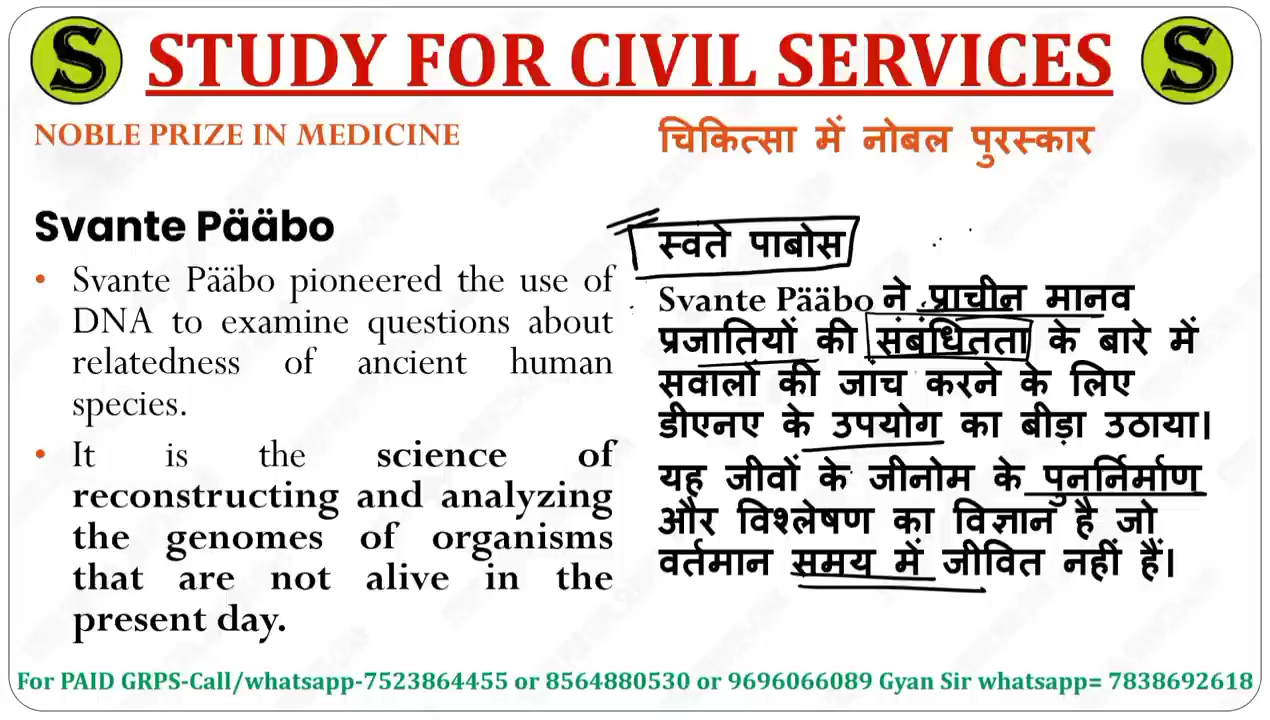 S STUDY FOR CIVIL SERVICES S
NOBLE PRIZE IN MEDICINE
Svante Pääbo
• Svante Pääbo pioneered the use of
DNA to examine questions about
relatedness of ancient human
species.
• It is the science of
reconstructing and analyzing
the genomes of organisms
that are not alive in the
present day.
चिकित्सा में नोबल पुरस्कार
स्वते पाबोस
Svante Pääbo ने प्राचीन मानव
प्रजातियों की संबंधितता के बारे में
सवालों की जांच करने के लिए
डीएनए के उपयोग का बीड़ा उठाया।
यह जीवों के जीनोम के पुनर्निर्माण
और विश्लेषण का विज्ञान है जो
वर्तमान समय में जीवित नहीं हैं।
For PAID GRPS-Call/whatsapp-7523864455 or 8564880530 or 9696066089 Gyan Sir whatsapp= 7838692618